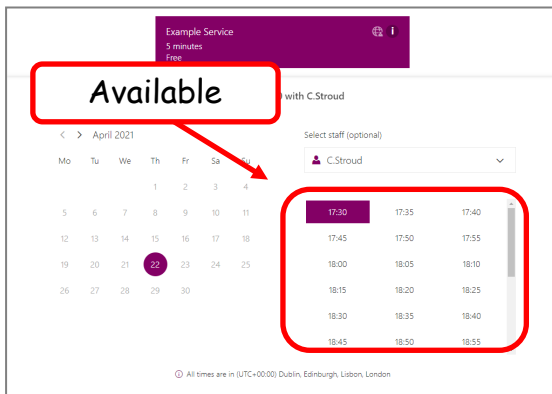 Example Service
5 minutes
Free
i
Available
with C.Stroud
< > April 2021
Select staff (optional)
Mo Tu We Th Fr Sa Su
C.Stroud
1 2 3 4
5 6 7 8 9 10 11
12 13 14 15 16 17 18
19 20 21 22 23 24 25
26 27 28 29 30
17:30 17:35 17:40
17:45 17:50 17:55
18:00 18:05 18:10
18:15 18:20 18:25
18:30 18:35 18:40
18:45 18:50 18:55
All times are in (UTC+00:00) Dublin, Edinburgh, Lisbon, London